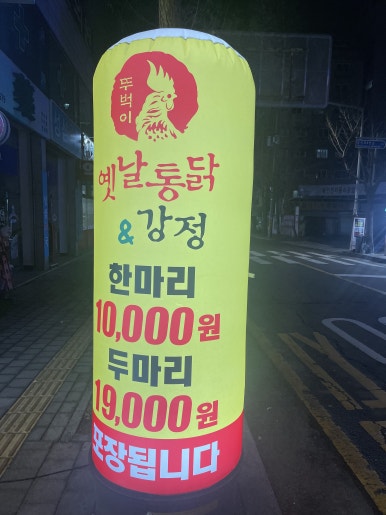 뚜벅이
옛날통닭
& 강정
한마리
10,000원
두마리
19,000원
포장됩니다